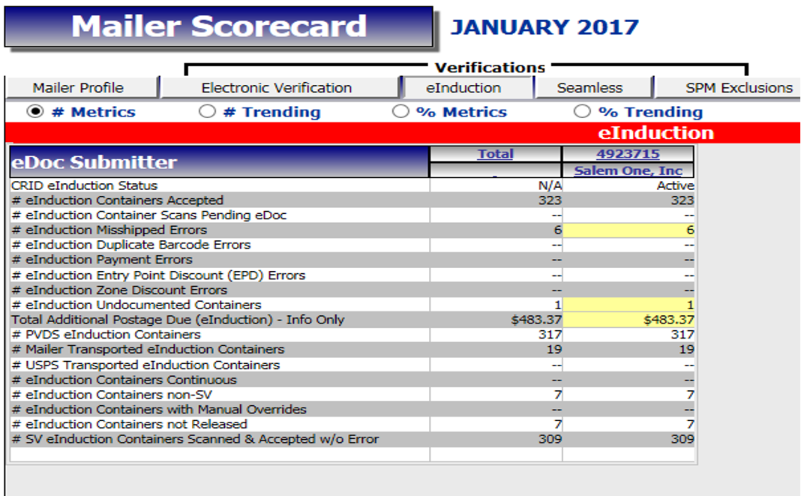 Mailer Scorecard JANUARY 2017
Verifications
Mailer Profile Electronic Verification eInduction Seamless SPM Exclusions
# Metrics # Trending % Metrics % Trending
eInduction
eDoc Submitter Total 4923715
Salem One, Inc
CRID eInduction Status N/A Active
# eInduction Containers Accepted 323 323
# eInduction Container Scans Pending eDoc -- --
# eInduction Misshipped Errors 6 6
# eInduction Duplicate Barcode Errors -- --
# eInduction Payment Errors -- --
# eInduction Entry Point Discount (EPD) Errors -- --
# eInduction Zone Discount Errors -- --
# eInduction Undocumented Containers 1 1
Total Additional Postage Due (eInduction) - Info Only $483.37 $483.37
# PVDS eInduction Containers 317 317
# Mailer Transported eInduction Containers 19 19
# USPS Transported eInduction Containers -- --
# eInduction Containers Continuous -- --
# eInduction Containers non-SV 7 7
# eInduction Containers with Manual Overrides -- --
# eInduction Containers not Released 7 7
# SV eInduction Containers Scanned & Accepted w/o Error 309 309